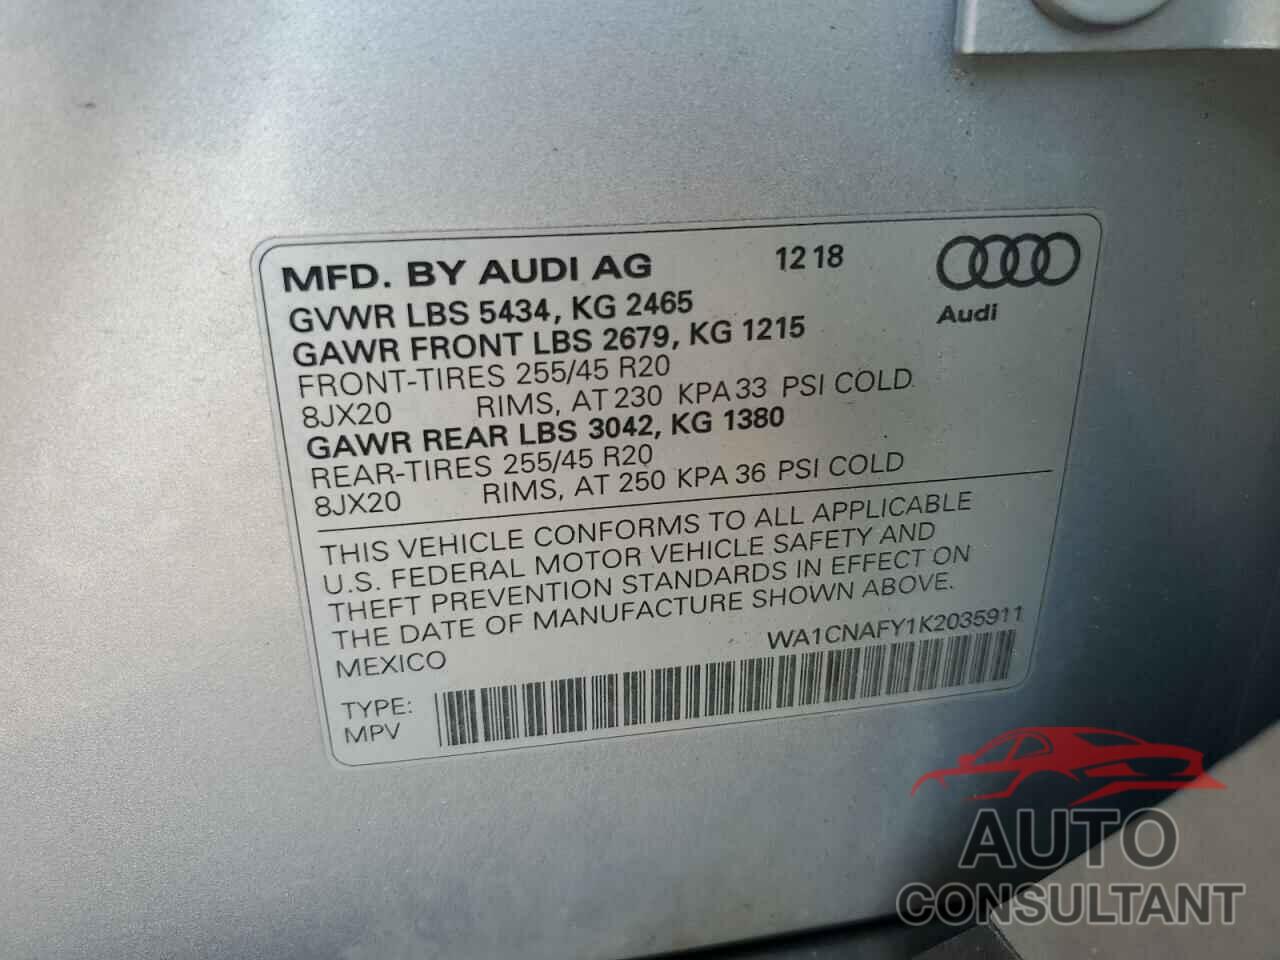 MFD. BY AUDI AG 12 18
GVWR LBS 5434, KG 2465
Audi
GAWR FRONT LBS 2679, KG 1215
FRONT-TIRES 255/45 R20
8JX20 RIMS, AT 230 KPA 33 PSI COLD
GAWR REAR LBS 3042, KG 1380
REAR-TIRES 255/45 R20
8JX20 RIMS, AT 250 KPA 36 PSI COLD
THIS VEHICLE CONFORMS TO ALL APPLICABLE
U.S. FEDERAL MOTOR VEHICLE SAFETY AND
THEFT PREVENTION STANDARDS IN EFFECT ON
THE DATE OF MANUFACTURE SHOWN ABOVE.
MEXICO WA1CNAFY1K2035911
TYPE:
MPV
AUTO
CONSULTANT